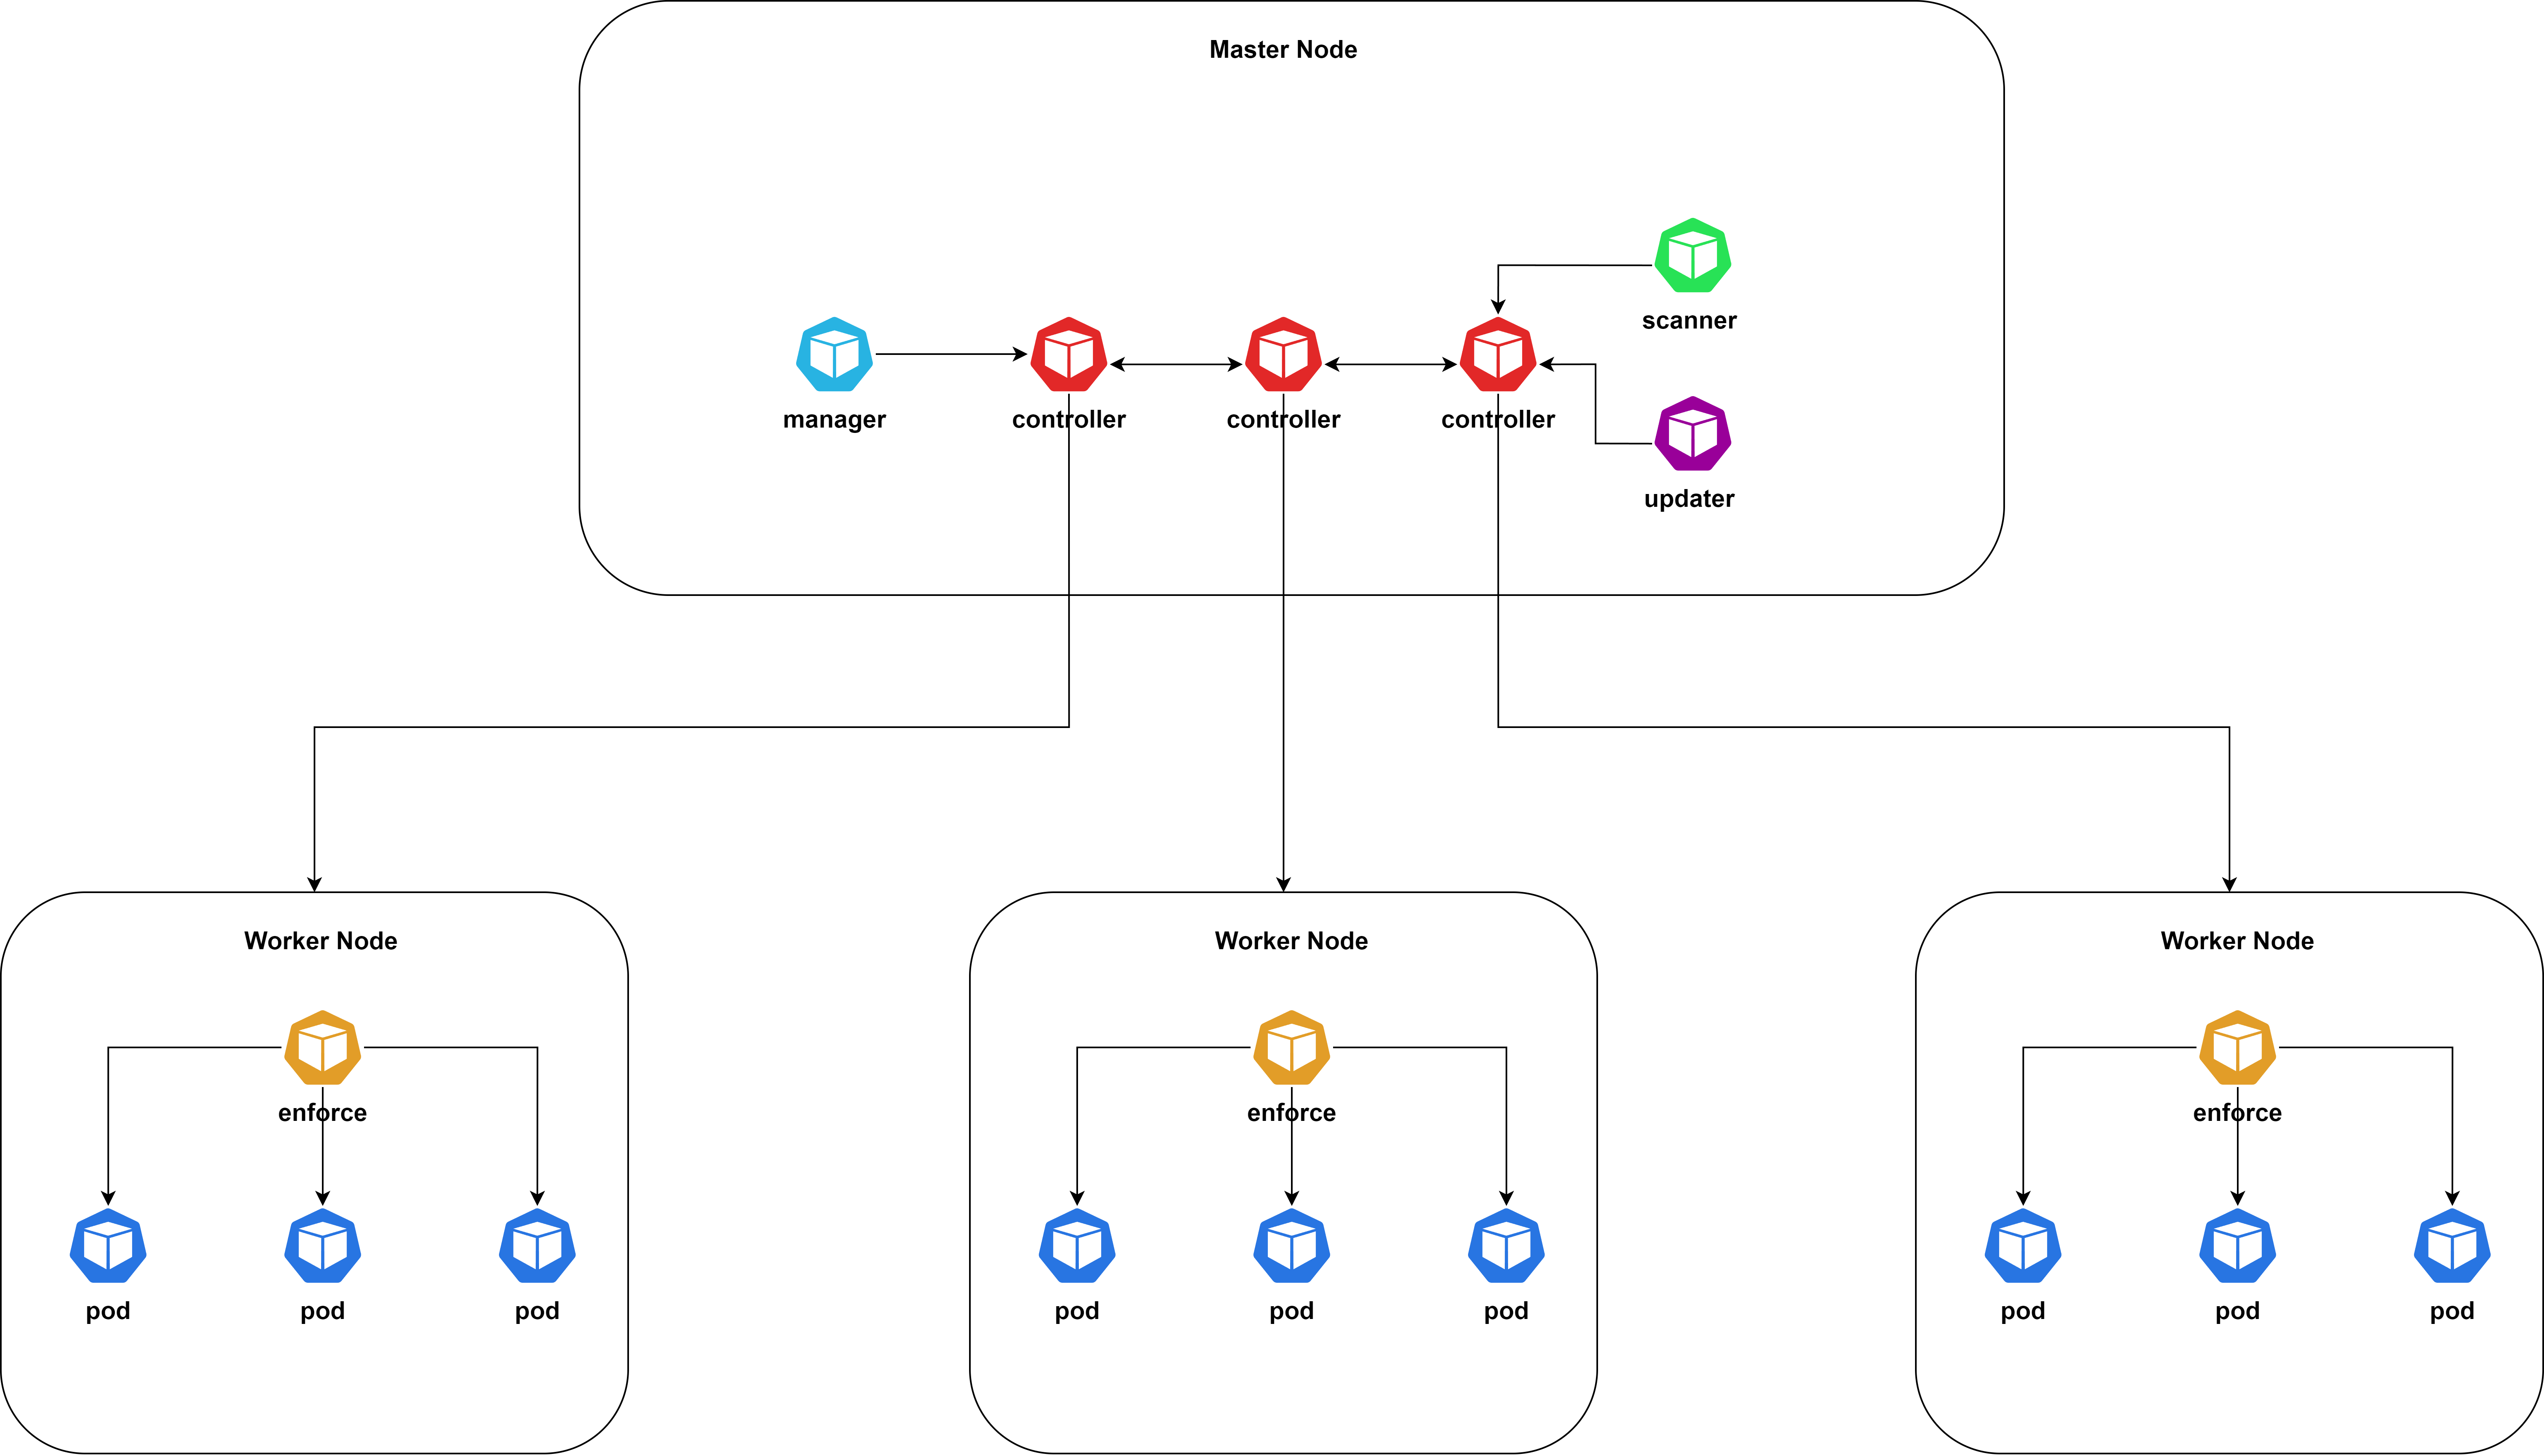 Master Node
scanner
manager
controller
controller
controller
updater
Worker Node
Worker Node
Worker Node
enforce
enforce
enforce
pod
pod
pod
pod
pod
pod
pod
pod
pod